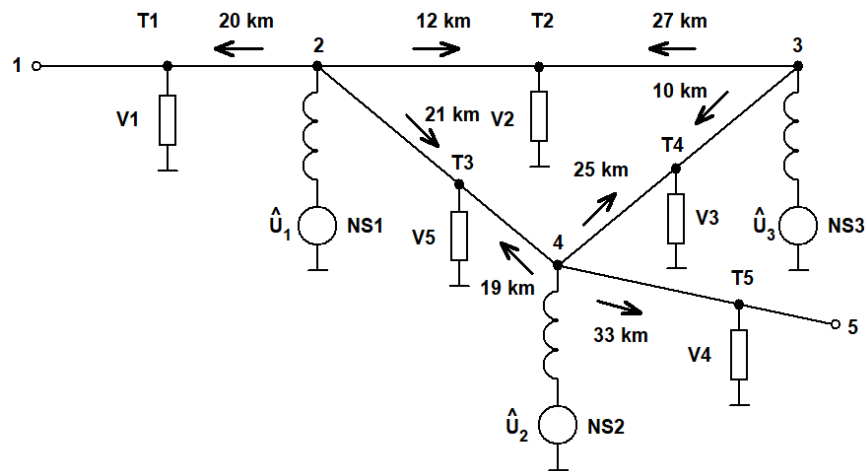 T1 20 km 12 km T2 27 km
1 2 3
10 km
V1 V2
21 km
T4
T3
25 km
Û1 NS1 V5 V3 Û3 NS3
4
T5
19 km
5
33 km
V4
Û2 NS2